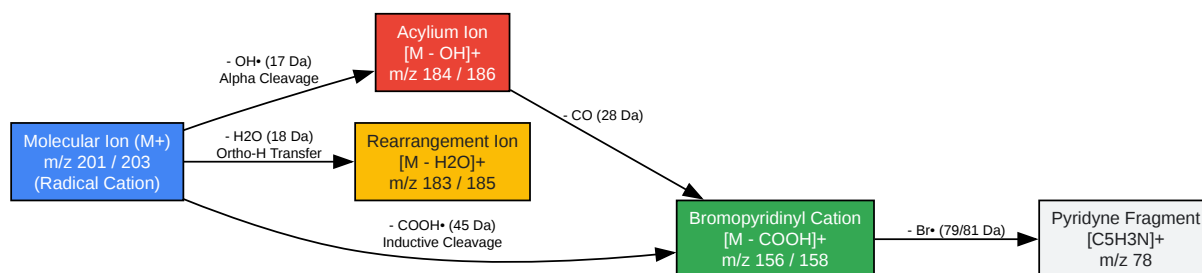 Acylium Ion
[M - OH]+
m/z 184 / 186
- OH• (17 Da)
Alpha Cleavage
- CO (28 Da)
Molecular Ion (M+)
m/z 201 / 203
(Radical Cation)
- H2O (18 Da)
Ortho-H Transfer
Rearrangement Ion
[M - H2O]+
m/z 183 / 185
- COOH• (45 Da)
Inductive Cleavage
Bromopyridinyl Cation
[M - COOH]+
m/z 156 / 158
- Br• (79/81 Da)
Pyridyne Fragment
[C5H3N]+
m/z 78